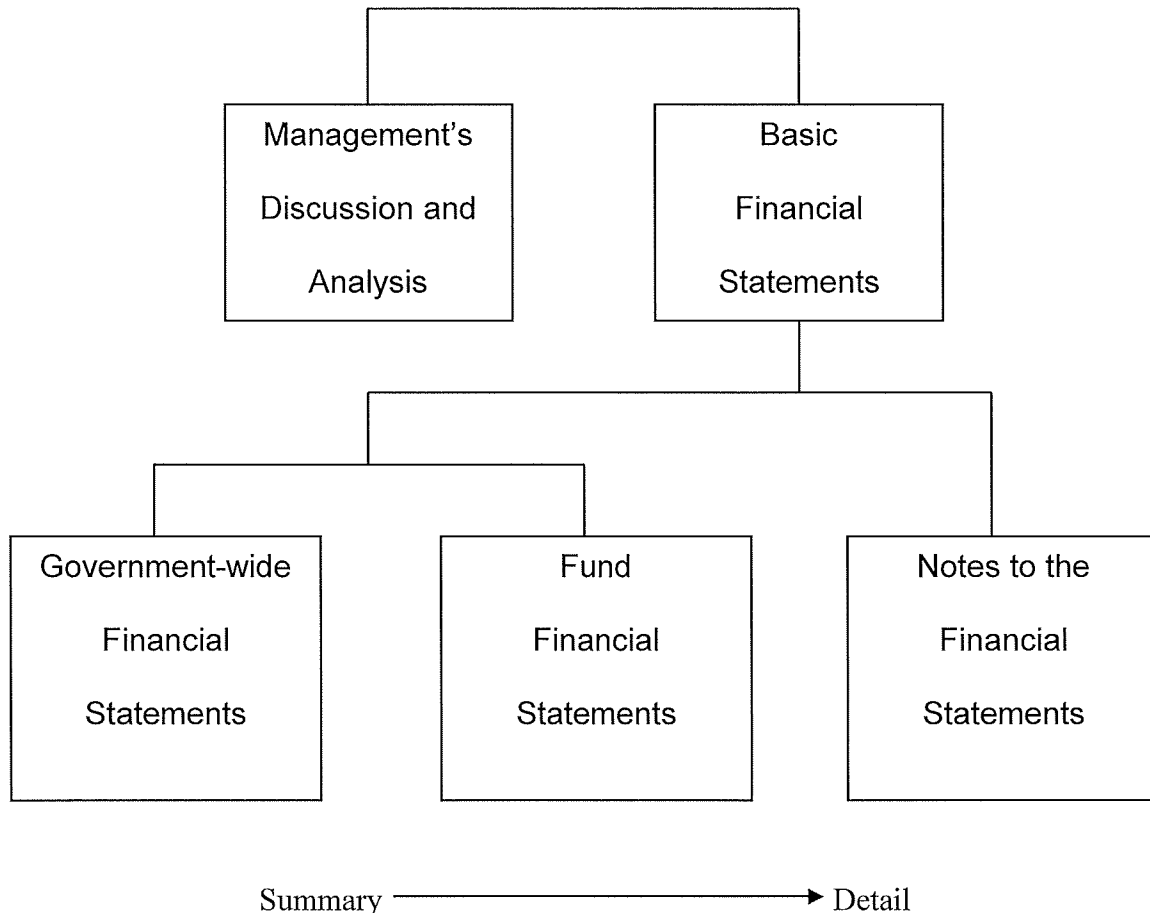 Management's
Discussion and
Analysis
Basic
Financial
Statements
Government-wide
Financial
Statements
Fund
Financial
Statements
Notes to the
Financial
Statements
Summary
Detail